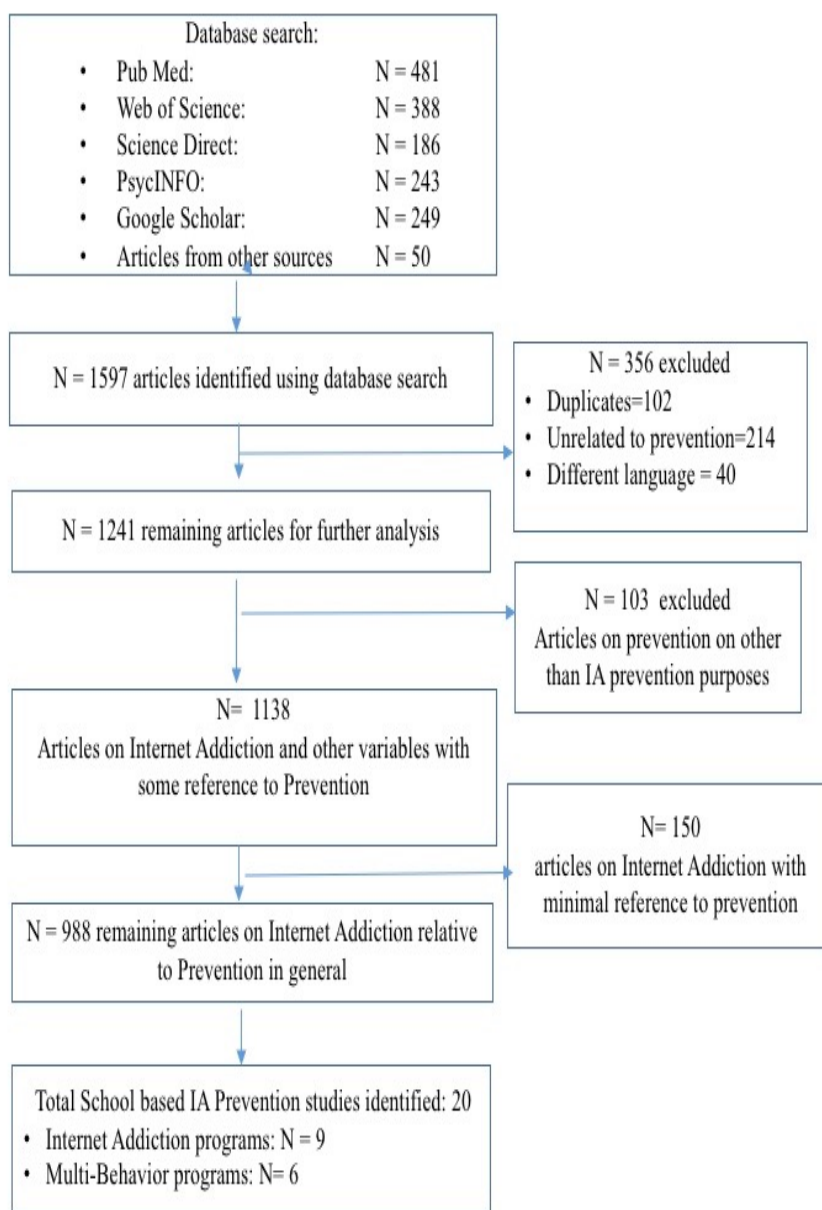 Database search:
• Pub Med: N = 481
• Web of Science: N = 388
• Science Direct: N = 186
• PsycINFO: N = 243
• Google Scholar: N = 249
• Articles from other sources N = 50
N = 1597 articles identified using database search
N = 356 excluded
• Duplicates=102
• Unrelated to prevention=214
• Different language = 40
N = 1241 remaining articles for further analysis
N = 103 excluded
Articles on prevention on other
than IA prevention purposes
N= 1138
Articles on Internet Addiction and other variables with
some reference to Prevention
N= 150
articles on Internet Addiction with
minimal reference to prevention
N = 988 remaining articles on Internet Addiction relative
to Prevention in general
Total School based IA Prevention studies identified: 20
• Internet Addiction programs: N = 9
• Multi-Behavior programs: N= 6